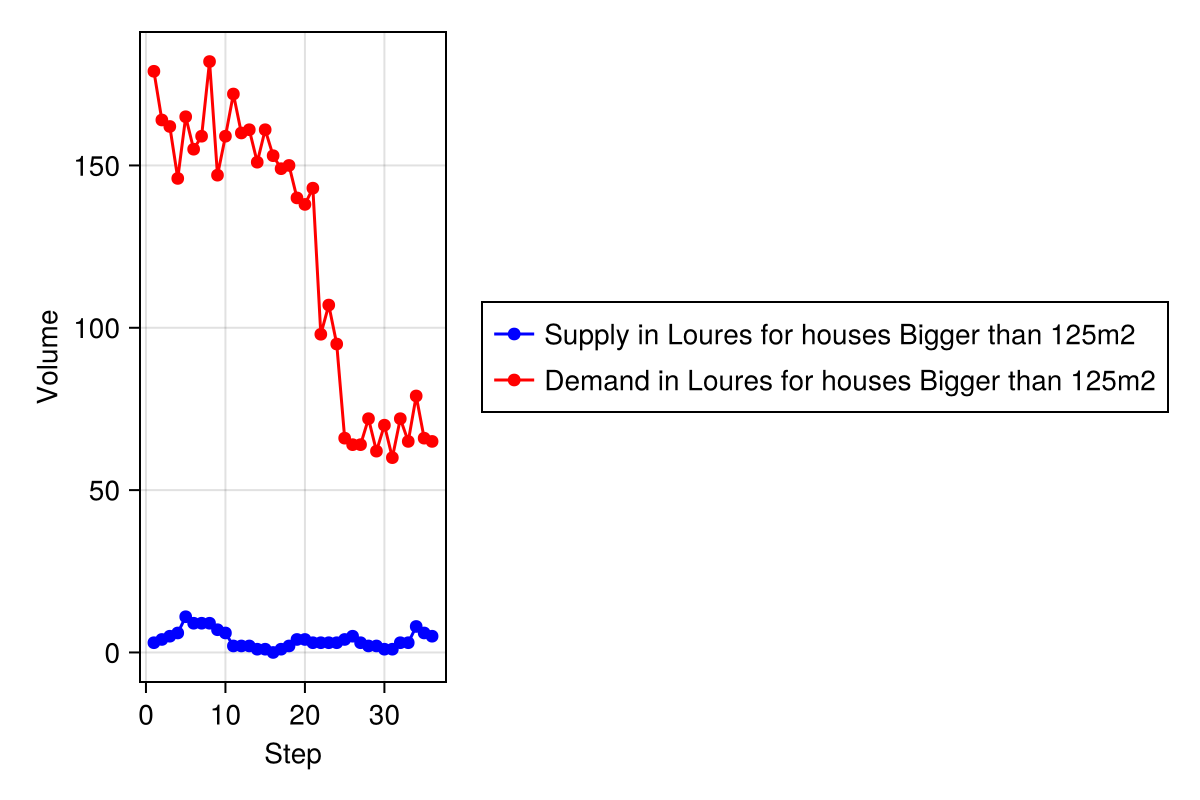 150
100
50
0
Volume
0 10 20 30
Step
Supply in Loures for houses Bigger than 125m2
Demand in Loures for houses Bigger than 125m2